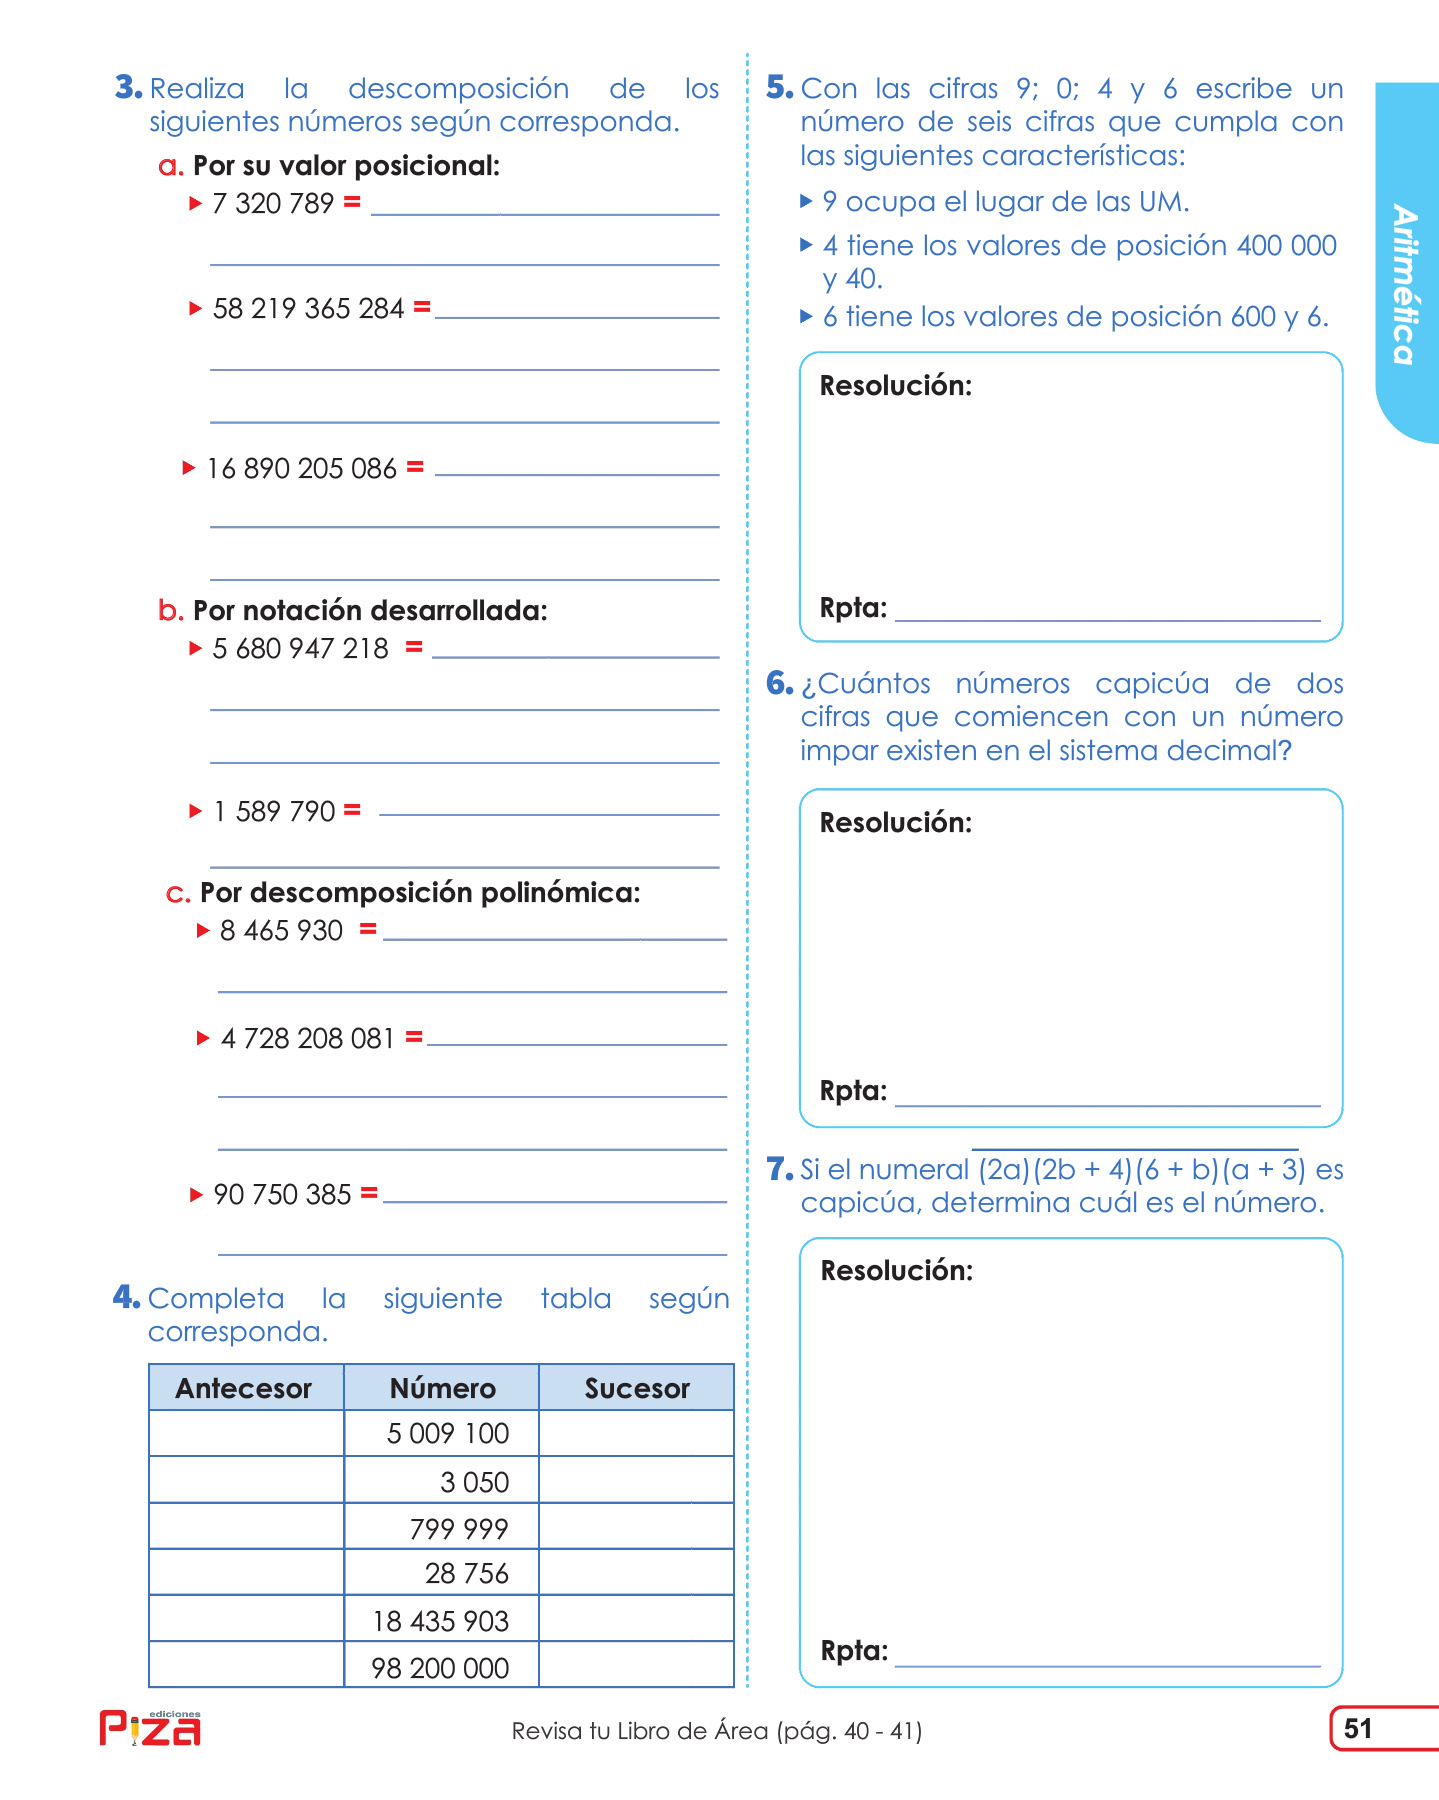 3. Realiza la descomposición de los
siguientes números según corresponda.
a. Por su valor posicional:
7 320 789 =
58 219 365 284 =
16 890 205 086 =
b. Por notación desarrollada:
5 680 947 218 =
1 589 790 =
c. Por descomposición polinómica:
8 465 930 =
4 728 208 081 =
90 750 385 =
4. Completa la siguiente tabla según
corresponda.
Antecesor Número Sucesor
5 009 100
3 050
799 999
28 756
18 435 903
98 200 000
5. Con las cifras 9; 0; 4 y 6 escribe un
número de seis cifras que cumpla con
las siguientes características:
9 ocupa el lugar de las UM.
4 tiene los valores de posición 400 000
y 40.
6 tiene los valores de posición 600 y 6.
Resolución:
Rpta:
6. ¿Cuántos números capicúa de dos
cifras que comiencen con un número
impar existen en el sistema decimal?
Resolución:
Rpta:
7. Si el numeral (2a)(2b + 4)(6 + b)(a + 3) es
capicúa, determina cuál es el número.
Resolución:
Rpta:
Aritmética
ediciones
Piza
Revisa tu Libro de Área (pág. 40 - 41)
51